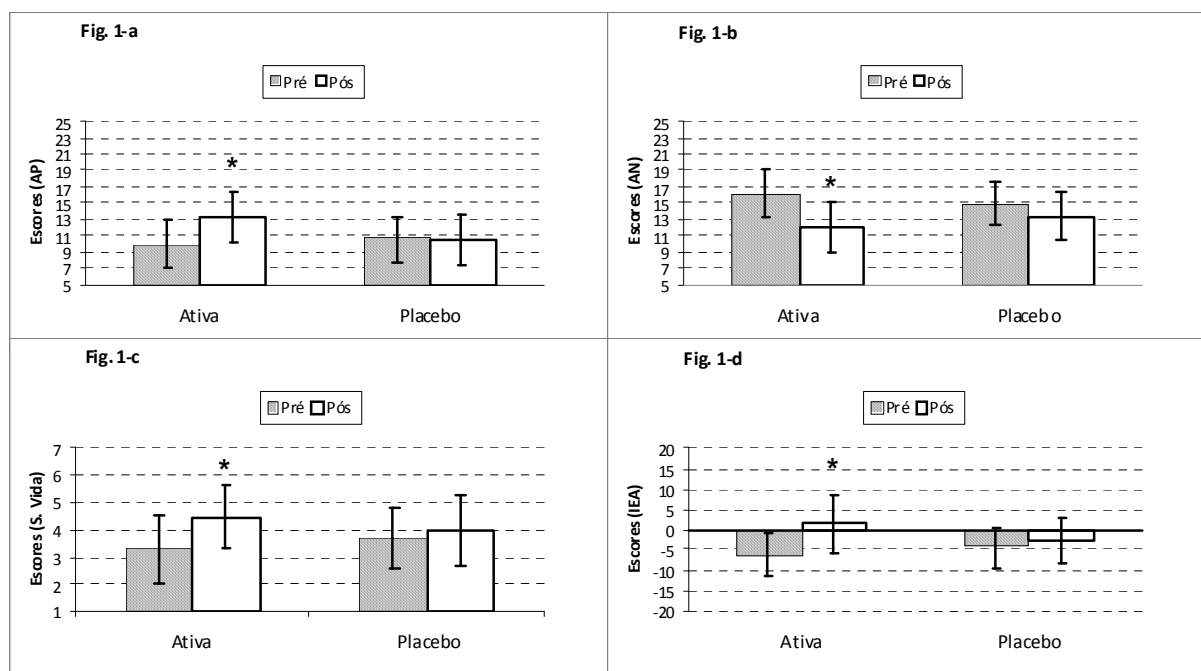 Fig. 1-a
Pré Pós
Escores (AP)
25
23
21
19
17
15
13
11
9
7
5
*
Ativa Placebo
Fig. 1-b
Pré Pós
Escores (AN)
25
23
21
19
17
15
13
11
9
7
5
*
Ativa Placebo
Fig. 1-c
Pré Pós
Escores (S. Vida)
7
6
5
4
3
2
1
*
Ativa Placebo
Fig. 1-d
Pré Pós
Escores (IEA)
20
15
10
5
0
-5
-10
-15
-20
*
Ativa Placebo